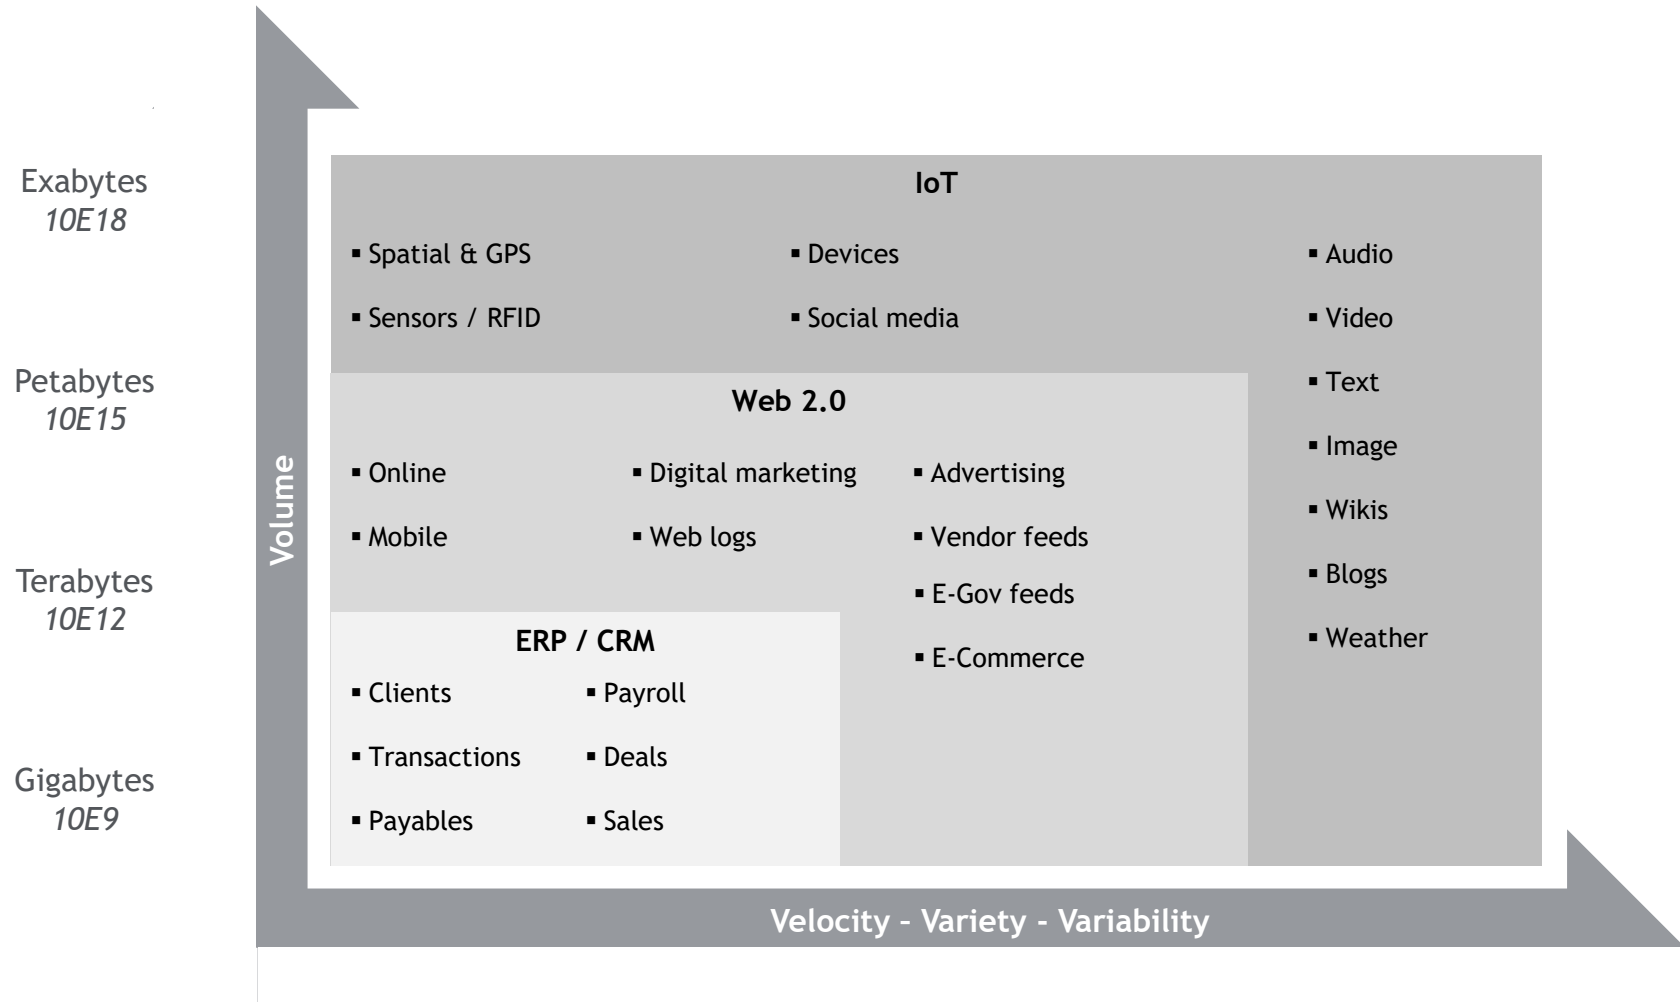 Exabytes
10E18
Petabytes
10E15
Terabytes
10E12
Gigabytes
10E9
Volume
IoT
▪ Spatial & GPS
▪ Sensors / RFID
▪ Devices
▪ Social media
▪ Audio
▪ Video
▪ Text
▪ Image
▪ Wikis
▪ Blogs
▪ Weather
Web 2.0
▪ Online
▪ Mobile
▪ Digital marketing
▪ Web logs
▪ Advertising
▪ Vendor feeds
▪ E-Gov feeds
▪ E-Commerce
ERP / CRM
▪ Clients
▪ Transactions
▪ Payables
▪ Payroll
▪ Deals
▪ Sales
Velocity – Variety - Variability